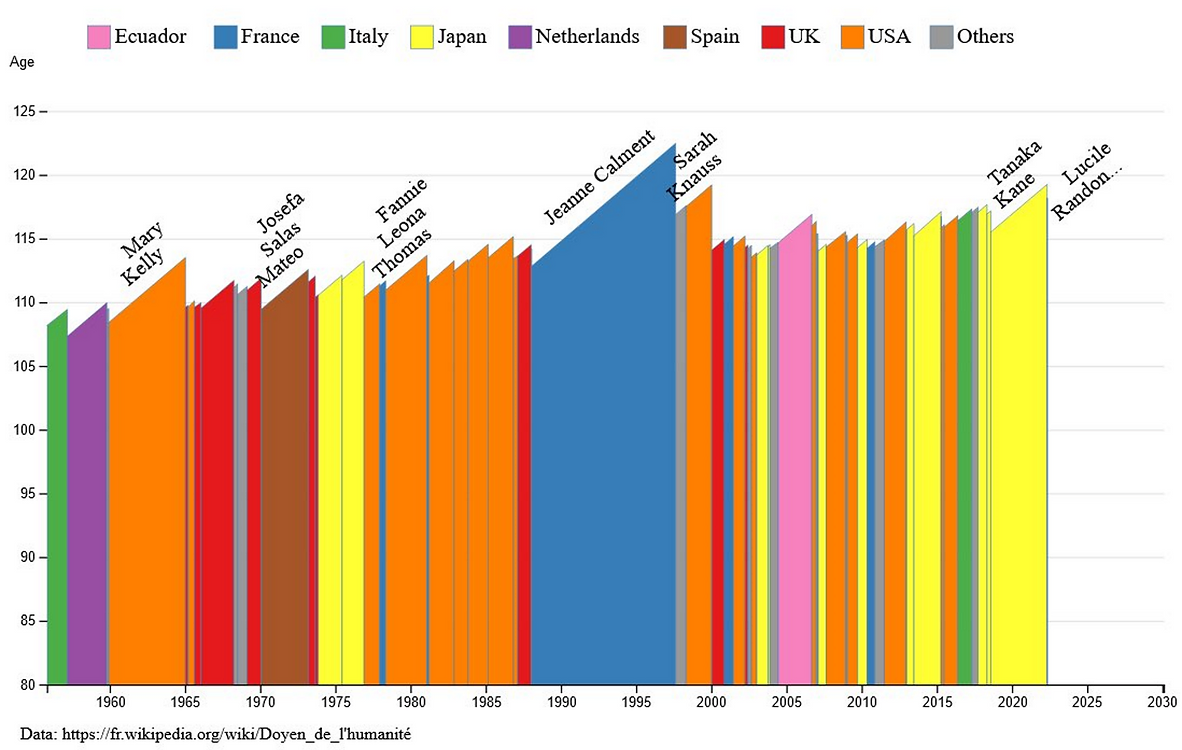 Ecuador France Italy Japan Netherlands Spain UK USA Others
Age
125
120
115
110
105
100
95
90
85
80
Mary
Kelly
Josefa
Salas
Mateo
Fannie
Leona
Thomas
Jeanne Calment
Sarah
Knauss
Tanaka
Kane
Lucile
Randon...
1960 1965 1970 1975 1980 1985 1990 1995 2000 2005 2010 2015 2020 2025 2030
Data: https://fr.wikipedia.org/wiki/Doyen_de_l'humanité